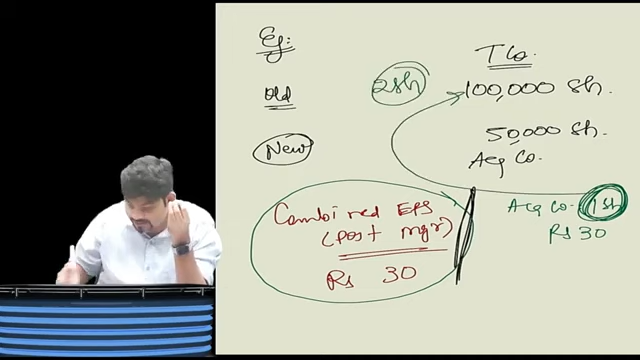 Eg:
T Co.
Old
2sh
100,000 Sh.
New
50,000 Sh.
Acq Co.
Combined EPS
(post mgr)
Rs 30
Acq Co. 1 Sh
Rs 30